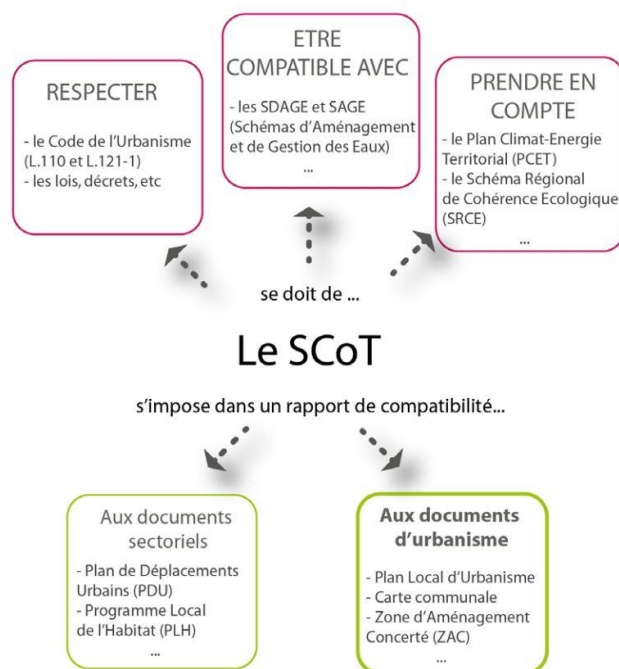 RESPECTER
- le Code de l'Urbanisme
(L.110 et L.121-1)
- les lois, décrets, etc
ETRE
COMPATIBLE AVEC
- les SDAGE et SAGE
(Schémas d'Aménagement
et de Gestion des Eaux)
...
PRENDRE EN
COMPTE
- le Plan Climat-Energie
Territorial (PCET)
- le Schéma Régional
de Cohérence Ecologique
(SRCE)
...
se doit de ...
Le SCoT
s'impose dans un rapport de compatibilité...
Aux documents
sectoriels
- Plan de Déplacements
Urbains (PDU)
- Programme Local
de l'Habitat (PLH)
...
Aux documents
d'urbanisme
- Plan Local d'Urbanisme
- Carte communale
- Zone d'Aménagement
Concerté (ZAC)
...